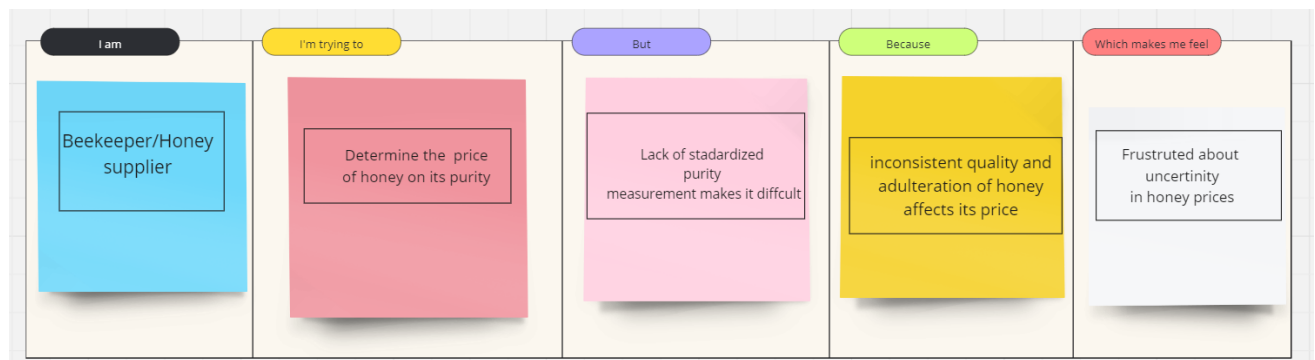 I am
I'm trying to
But
Because
Which makes me feel
Beekeeper/Honey
supplier
Determine the price
of honey on its purity
Lack of stadardized
purity
measurement makes it diffcult
inconsistent quality and
adulteration of honey
affects its price
Frustruted about
uncertinity
in honey prices